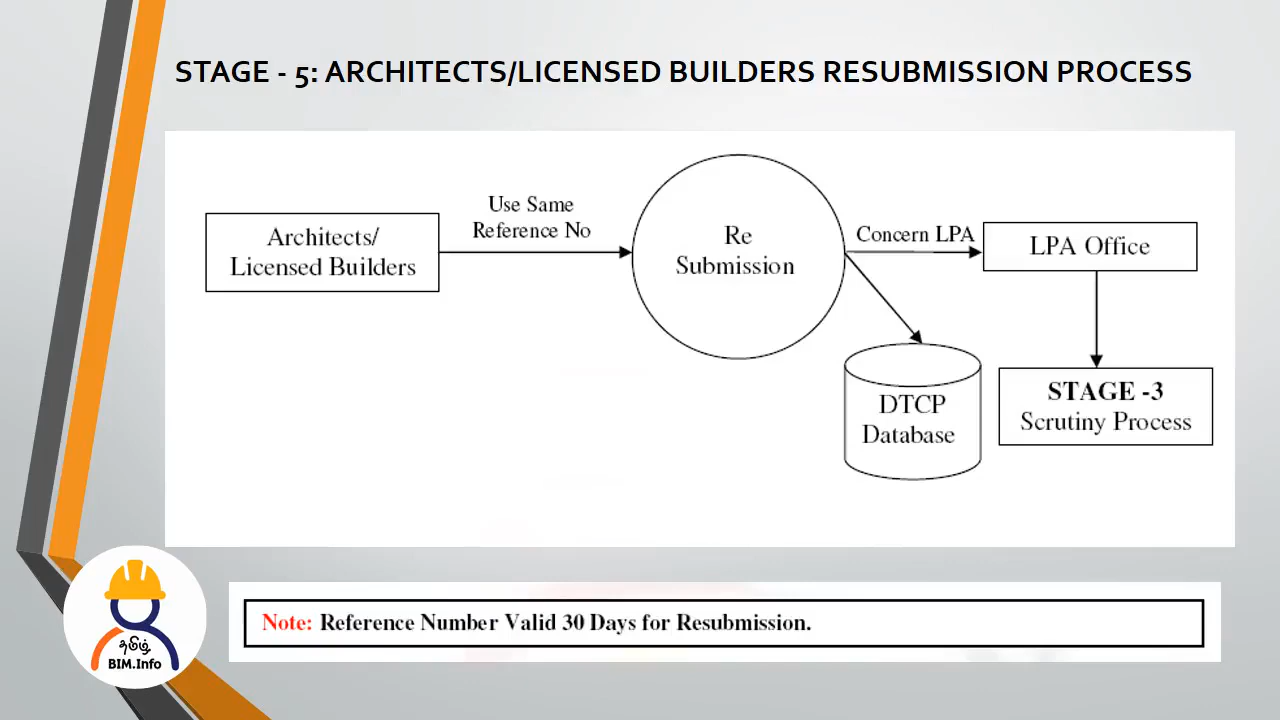 STAGE - 5: ARCHITECTS/LICENSED BUILDERS RESUBMISSION PROCESS
Architects/
Licensed Builders
Use Same
Reference No
Re
Submission
Concern LPA
LPA Office
DTCP
Database
STAGE -3
Scrutiny Process
Note: Reference Number Valid 30 Days for Resubmission.
தமிழ்
BIM.Info